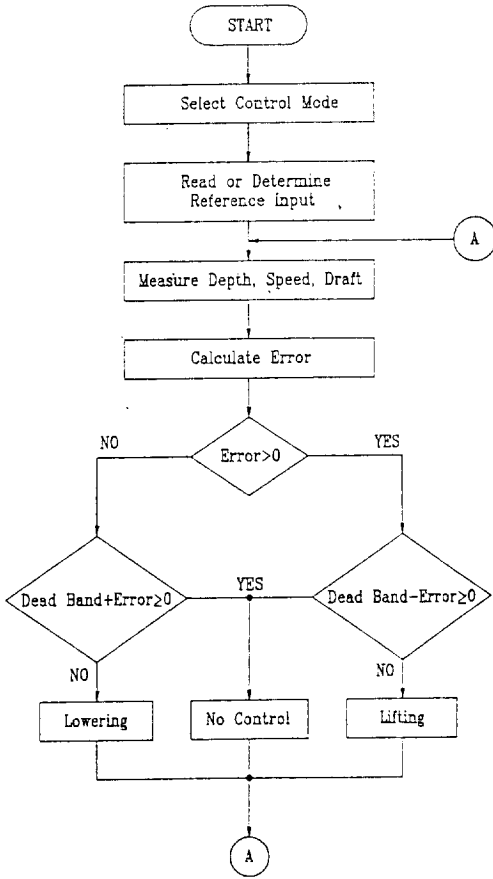 START
Select Control Mode
Read or Determine
Reference Input
A
Measure Depth, Speed, Draft
Calculate Error
NO
Error>0
YES
Dead Band+Error≥0
YES
Dead Band-Error≥0
NO
NO
Lowering
No Control
Lifting
A